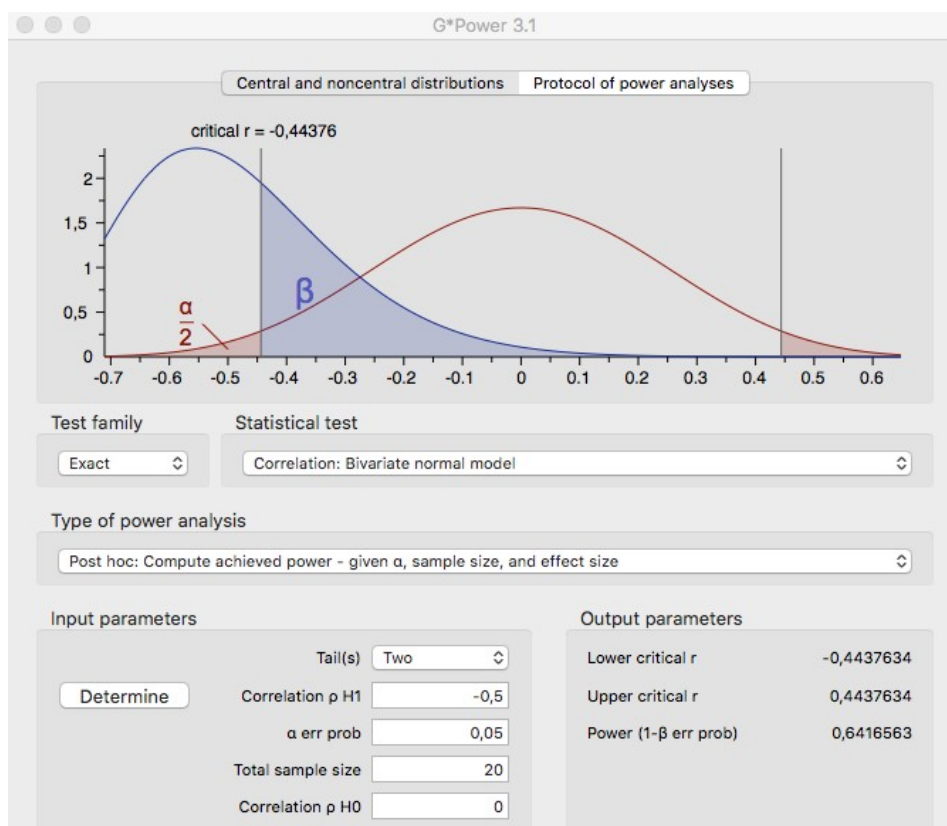 G*Power 3.1
Central and noncentral distributions Protocol of power analyses
critical r = -0,44376
2
1,5
1
0,5
0
α
2
β
-0.7 -0.6 -0.5 -0.4 -0.3 -0.2 -0.1 0 0.1 0.2 0.3 0.4 0.5 0.6
Test family Statistical test
Exact Correlation: Bivariate normal model
Type of power analysis
Post hoc: Compute achieved power - given α, sample size, and effect size
Input parameters Output parameters
Tail(s) Two Lower critical r -0,4437634
Determine Correlation ρ H1 -0,5 Upper critical r 0,4437634
α err prob 0,05 Power (1-β err prob) 0,6416563
Total sample size 20
Correlation ρ H0 0